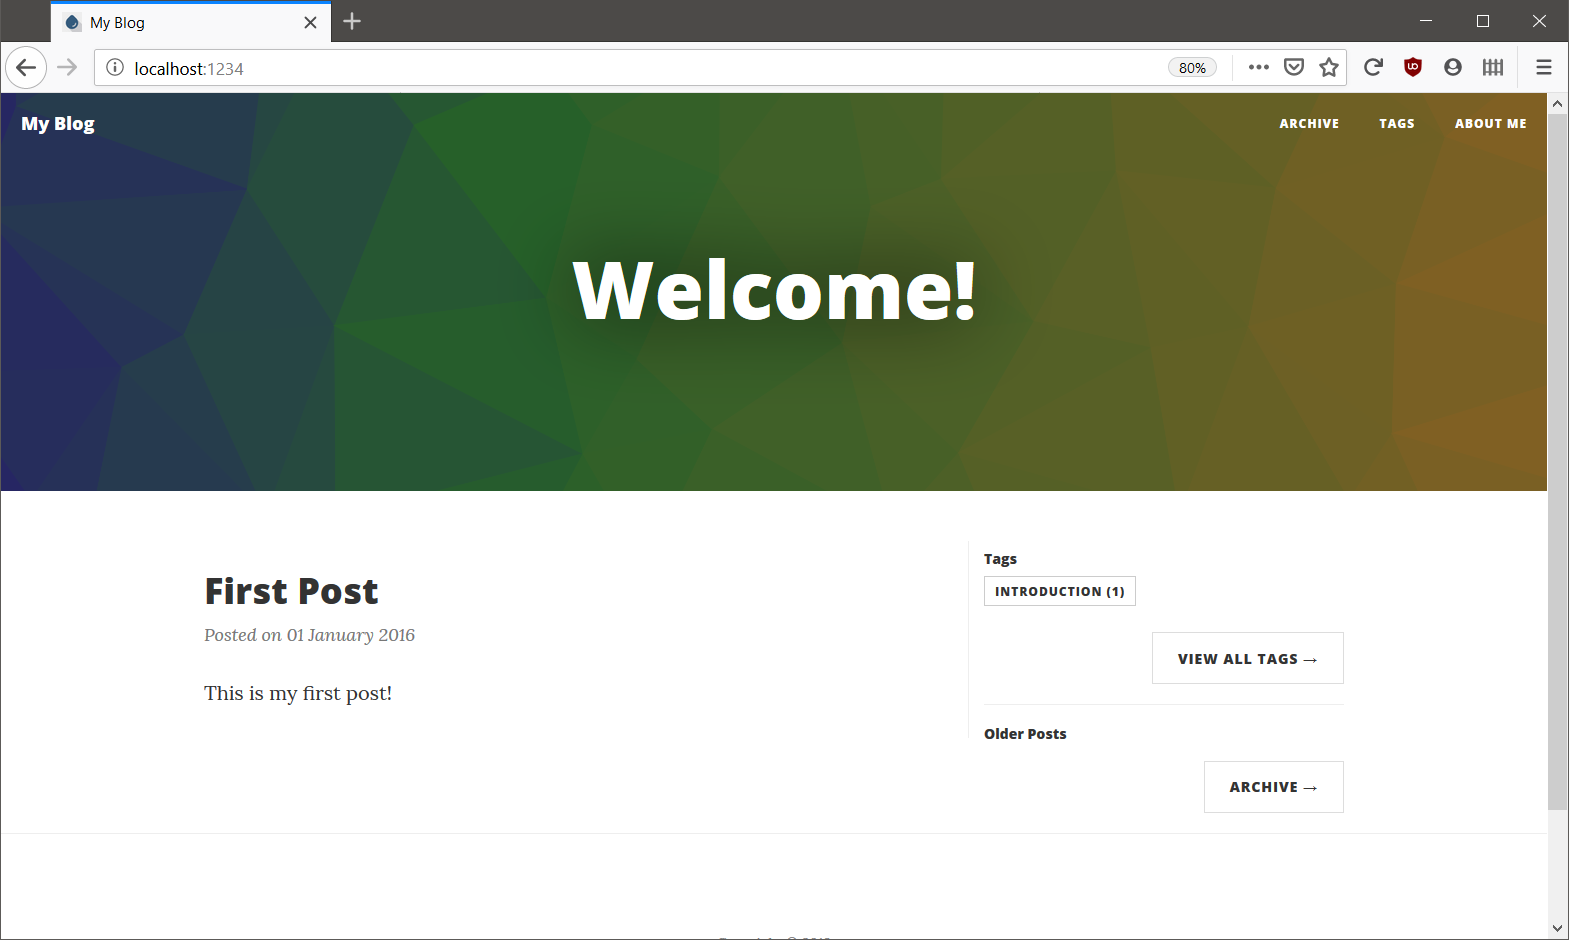 My Blog
localhost:1234
80%
My Blog
ARCHIVE
TAGS
ABOUT ME
Welcome!
First Post
Posted on 01 January 2016
This is my first post!
Tags
INTRODUCTION (1)
VIEW ALL TAGS →
Older Posts
ARCHIVE →